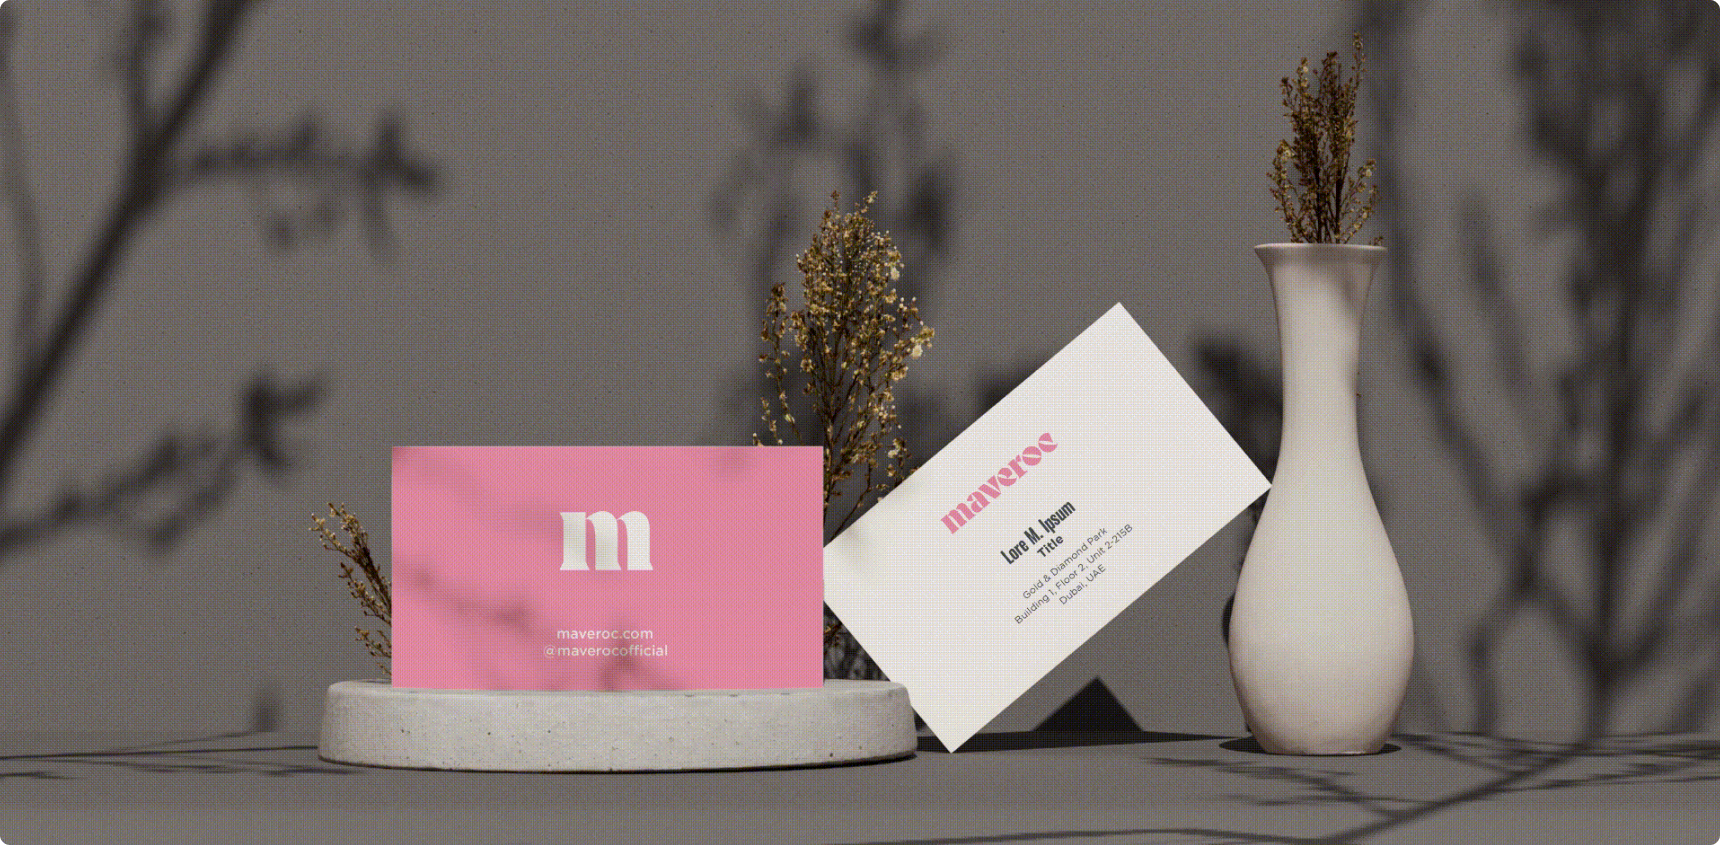 m
maveroc.com
@maverocofficial
maveroc
Lore M. Ipsum
Title
Gold & Diamond Park
Building 1, Floor 2, Unit 2-215B
Dubai, UAE